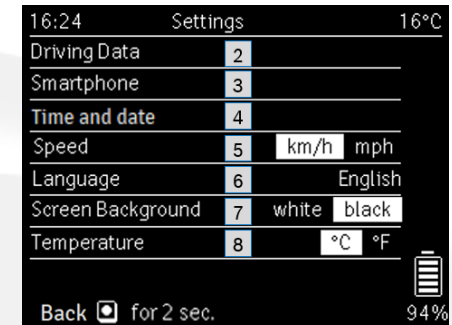 16:24 Settings 16°C
Driving Data 2
Smartphone 3
Time and date 4
Speed 5 km/h mph
Language 6 English
Screen Background 7 white black
Temperature 8 °C °F
Back for 2 sec. 94%